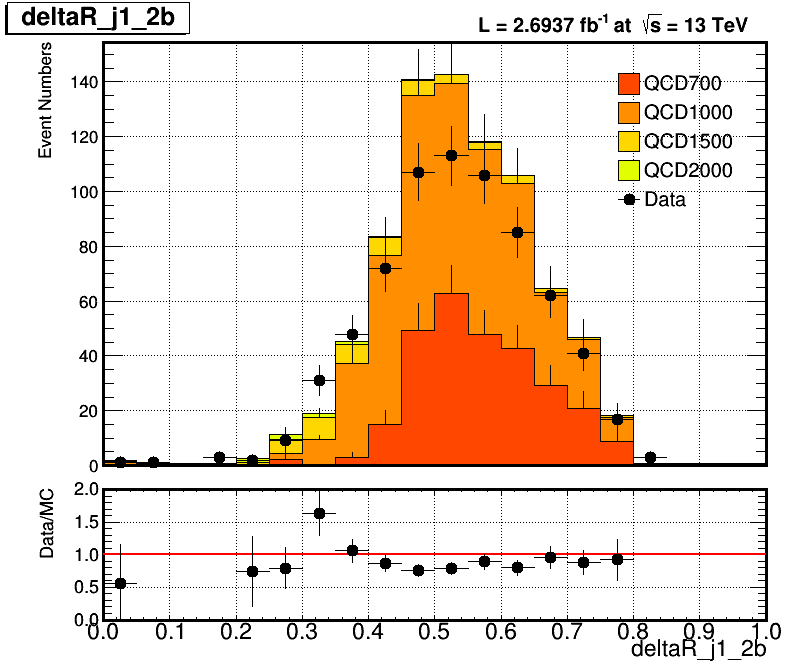 deltaR_j1_2b
L = 2.6937 fb-1 at √s = 13 TeV
Event Numbers
140
120
100
80
60
40
20
0
QCD700
QCD1000
QCD1500
QCD2000
Data
Data/MC
2.0
1.5
1.0
0.5
0.0
0.0 0.1 0.2 0.3 0.4 0.5 0.6 0.7 0.8 0.9 1.0
deltaR_j1_2b